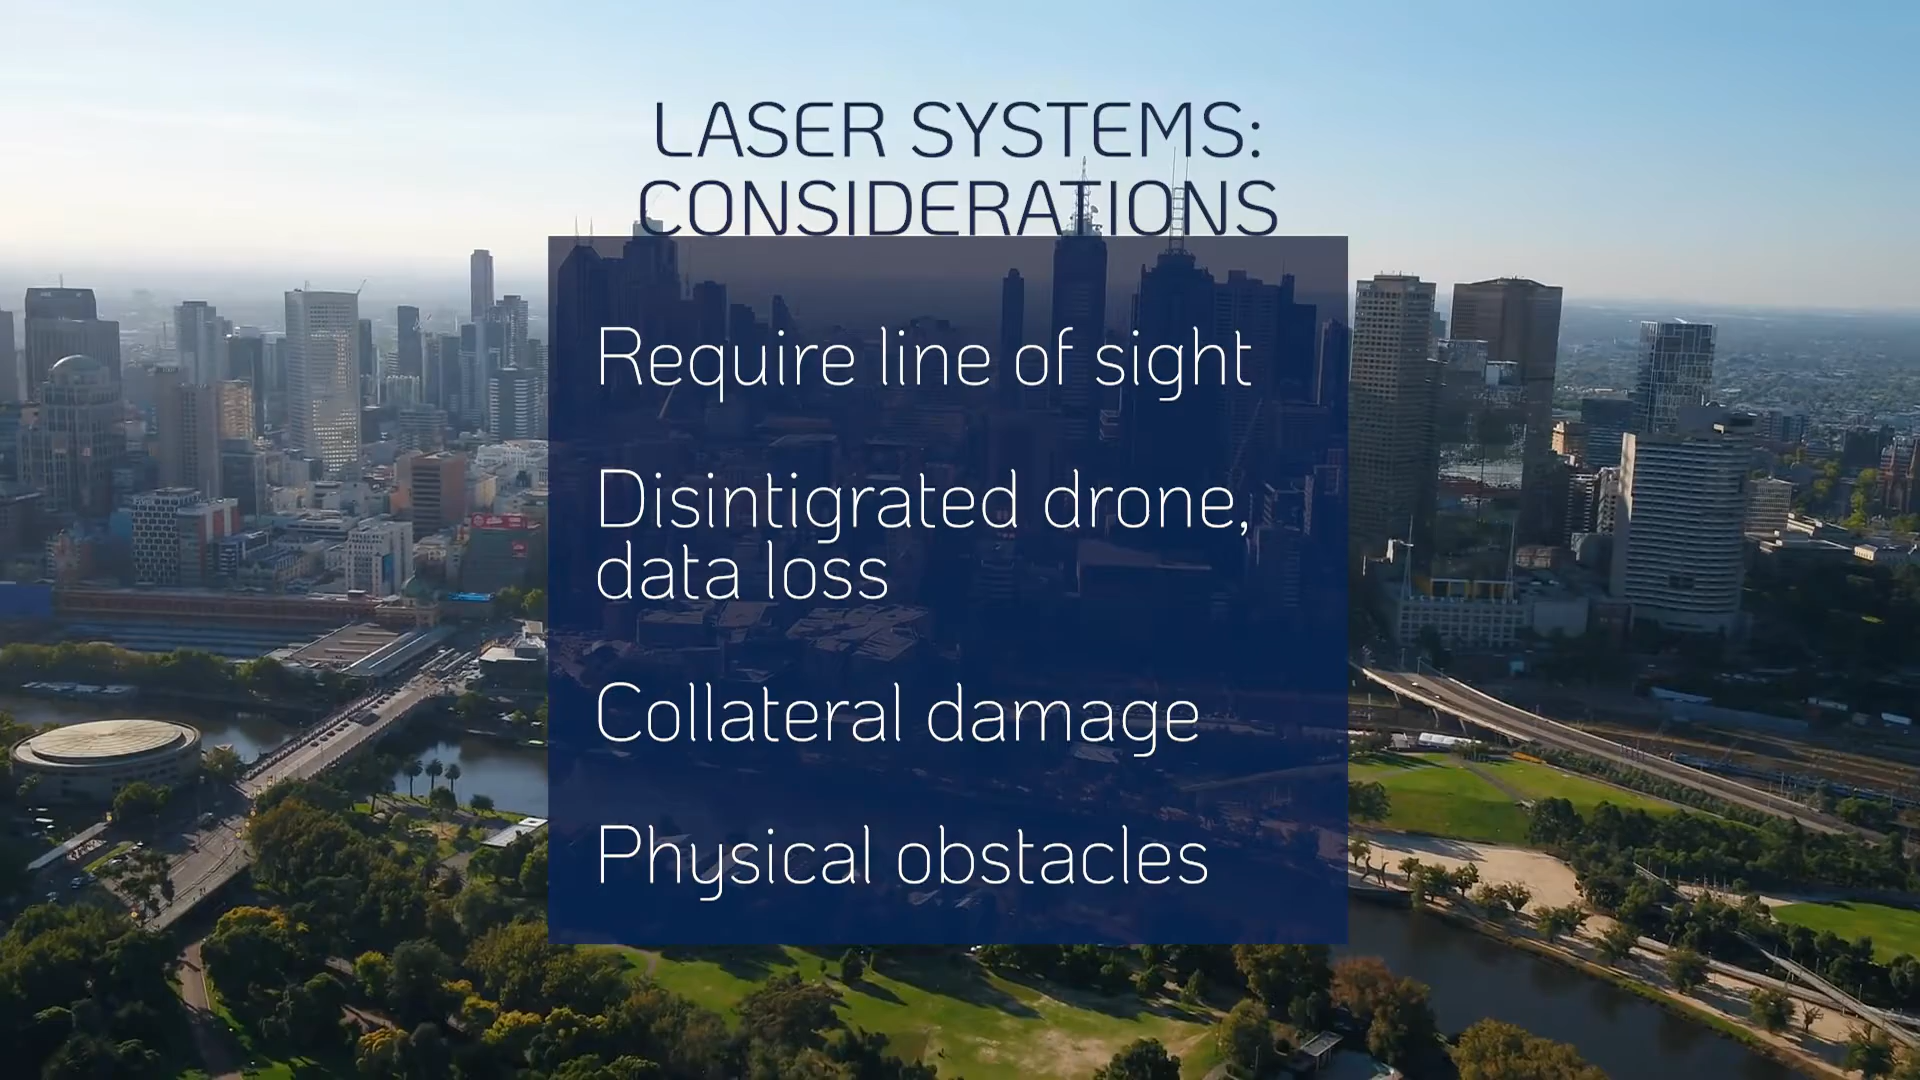 LASER SYSTEMS:
CONSIDERATIONS
Require line of sight
Disintigrated drone,
data loss
Collateral damage
Physical obstacles